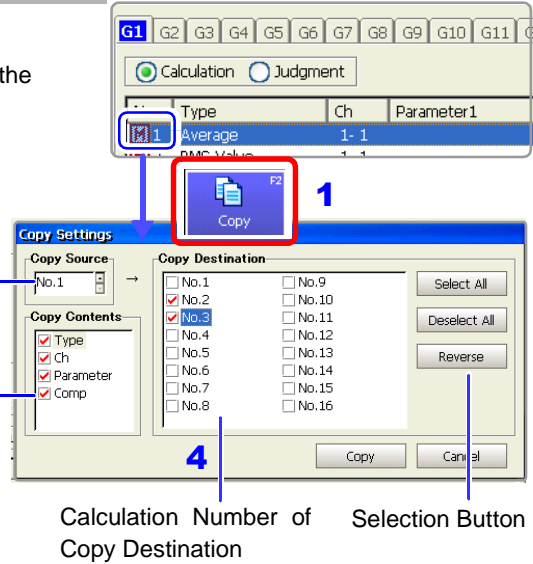 the
G1 G2 G3 G4 G5 G6 G7 G8 G9 G10 G11
Calculation Judgment
Type Ch Parameter1
1 Average 1- 1
RMS Value 1- 1
F2
Copy
1
Copy Settings
Copy Source
No.1
→
Copy Contents
Type
Ch
Parameter
Comp
Copy Destination
No.1 No.9
No.2 No.10
No.3 No.11
No.4 No.12
No.5 No.13
No.6 No.14
No.7 No.15
No.8 No.16
Select All
Deselect All
Reverse
4
Copy Cancel
Calculation Number of
Copy Destination
Selection Button